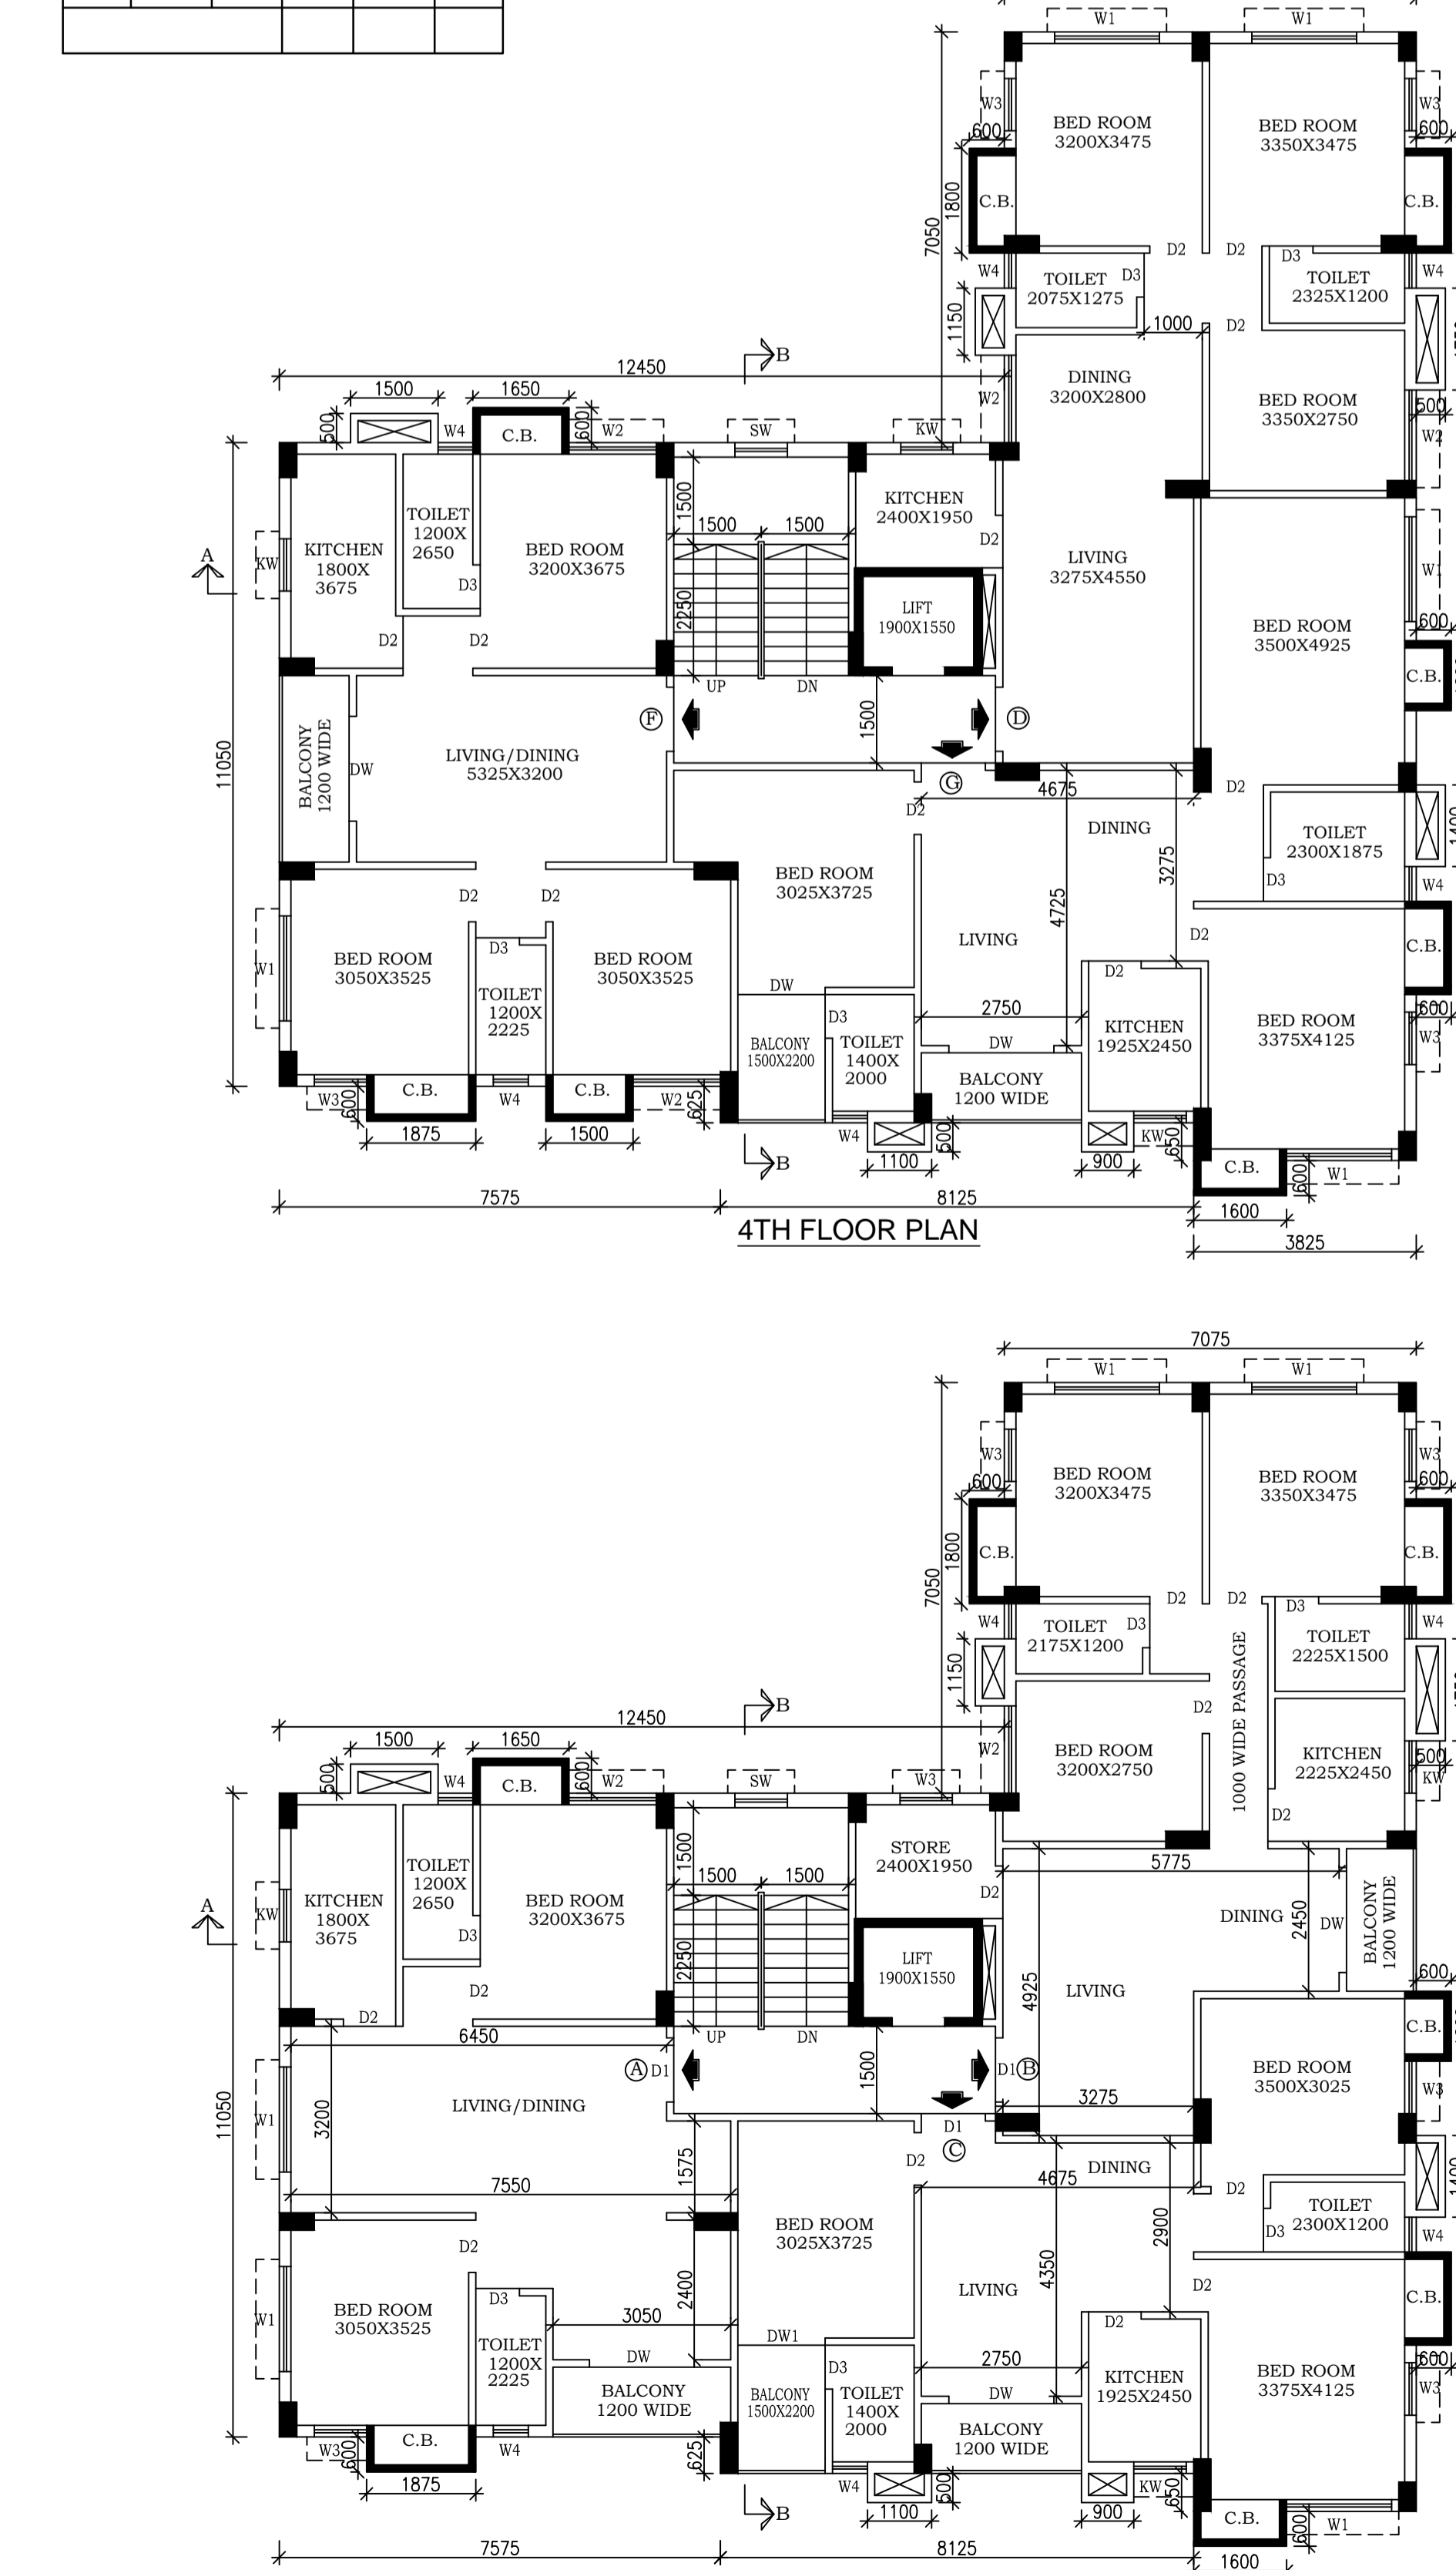 W1
W1
W3
W3
600
600
BED ROOM
3200X3475
BED ROOM
3350X3475
1800
C.B.
C.B.
7050
D2
D2
D3
W4
W4
TOILET
2075X1275
D3
TOILET
2325X1200
1150
1000
D2
B
12450
DINING
3200X2800
BED ROOM
3350X2750
W2
500
W2
1500
1650
500
W4
C.B.
600
W2
SW
KW
1500
KITCHEN
2400X1950
D2
TOILET
1200X
2650
1500
1500
A
KW
KITCHEN
1800X
3675
BED ROOM
3200X3675
D3
LIVING
3275X4550
W1
2250
LIFT
1900X1550
BED ROOM
3500X4925
600
D2
D2
C.B.
UP
DN
F
D
1500
11050
BALCONY
1200 WIDE
DW
LIVING/DINING
5325X3200
G
4675
D2
D2
DINING
TOILET
2300X1875
3275
D3
W4
BED ROOM
3025X3725
D2
D2
4725
LIVING
D2
C.B.
W1
BED ROOM
3050X3525
D3
BED ROOM
3050X3525
TOILET
1200X
2225
D2
DW
2750
D3
600
KITCHEN
1925X2450
BED ROOM
3375X4125
W3
BALCONY
1500X2200
TOILET
1400X
2000
DW
BALCONY
1200 WIDE
W3
600
C.B.
W4
C.B.
W2
625
1875
1500
W4
500
KW
650
1100
900
C.B.
600
W1
B
7575
8125
1600
4TH FLOOR PLAN
3825
7075
W1
W1
W3
W3
600
600
BED ROOM
3200X3475
BED ROOM
3350X3475
1800
C.B.
C.B.
7050
D2
D2
D3
W4
W4
TOILET
2175X1200
D3
TOILET
2225X1500
1150
1000 WIDE PASSAGE
B
12450
D2
W2
BED ROOM
3200X2750
KITCHEN
2225X2450
500
KW
D2
1500
1650
500
W4
C.B.
600
W2
SW
W3
1500
STORE
2400X1950
5775
D2
TOILET
1200X
2650
1500
1500
A
KW
KITCHEN
1800X
3675
BED ROOM
3200X3675
D3
DINING
2450
DW
BALCONY
1200 WIDE
2250
LIFT
1900X1550
4925
LIVING
600
D2
D2
C.B.
UP
DN
6450
A
D1
D1
B
1500
BED ROOM
3500X3025
W3
W1
3200
LIVING/DINING
3275
11050
D1
C
1575
D2
DINING
4675
7550
D2
TOILET
2300X1200
2900
D3
W4
BED ROOM
3025X3725
D2
4350
LIVING
D2
C.B.
W1
BED ROOM
3050X3525
D3
2400
3050
D2
TOILET
1200X
2225
DW
DW1
2750
D3
600
KITCHEN
1925X2450
BED ROOM
3375X4125
W3
BALCONY
1200 WIDE
BALCONY
1500X2200
TOILET
1400X
2000
DW
BALCONY
1200 WIDE
W3
600
C.B.
W4
625
1875
W4
500
KW
650
1100
900
C.B.
600
W1
B
7575
8125
1600